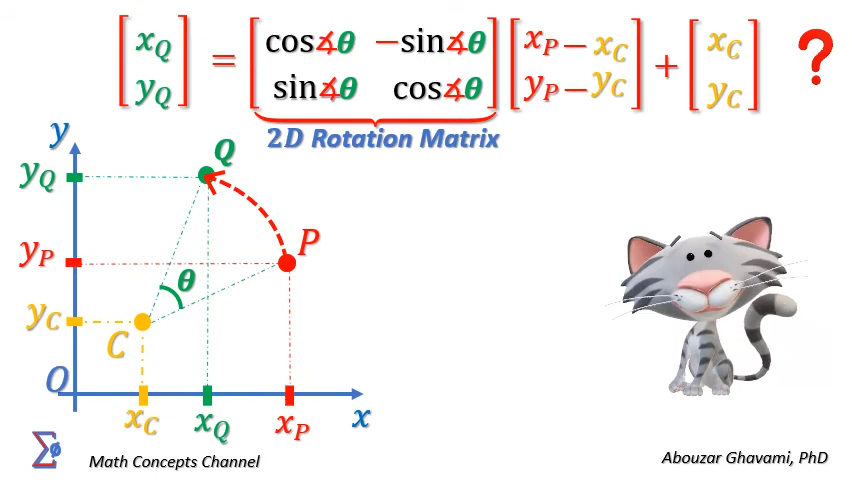 [x_Q y_Q] = [cos∡θ −sin∡θ sin∡θ cos∡θ] [x_P − x_C y_P − y_C] + [x_C y_C] ?
2D Rotation Matrix
y
Q
y_Q
y_P
P
θ
y_C
C
O
x_C x_Q x_P x
Σϕ
Math Concepts Channel
Abouzar Ghavami, PhD